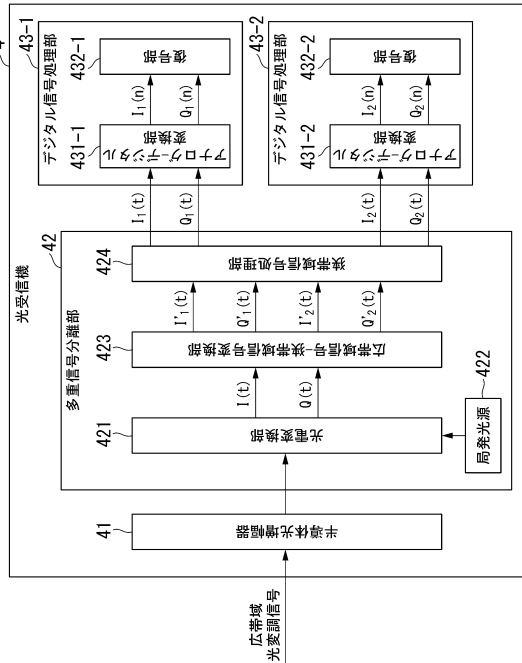 4
光受信機
広帯域
光変調信号
41
半導体光増幅器
42
多重信号分離部
421
光電変換部
422
局発光源
I(t)
Q(t)
423
広帯域信号-狭帯域信号変換部
I'₁(t)
Q'₁(t)
I'₂(t)
Q'₂(t)
424
狭帯域信号処理部
I₁(t)
Q₁(t)
I₂(t)
Q₂(t)
43-1
デジタル信号処理部
431-1
アナログ-デジタル
変換部
I₁(n)
Q₁(n)
432-1
復号部
43-2
デジタル信号処理部
431-2
アナログ-デジタル
変換部
I₂(n)
Q₂(n)
432-2
復号部